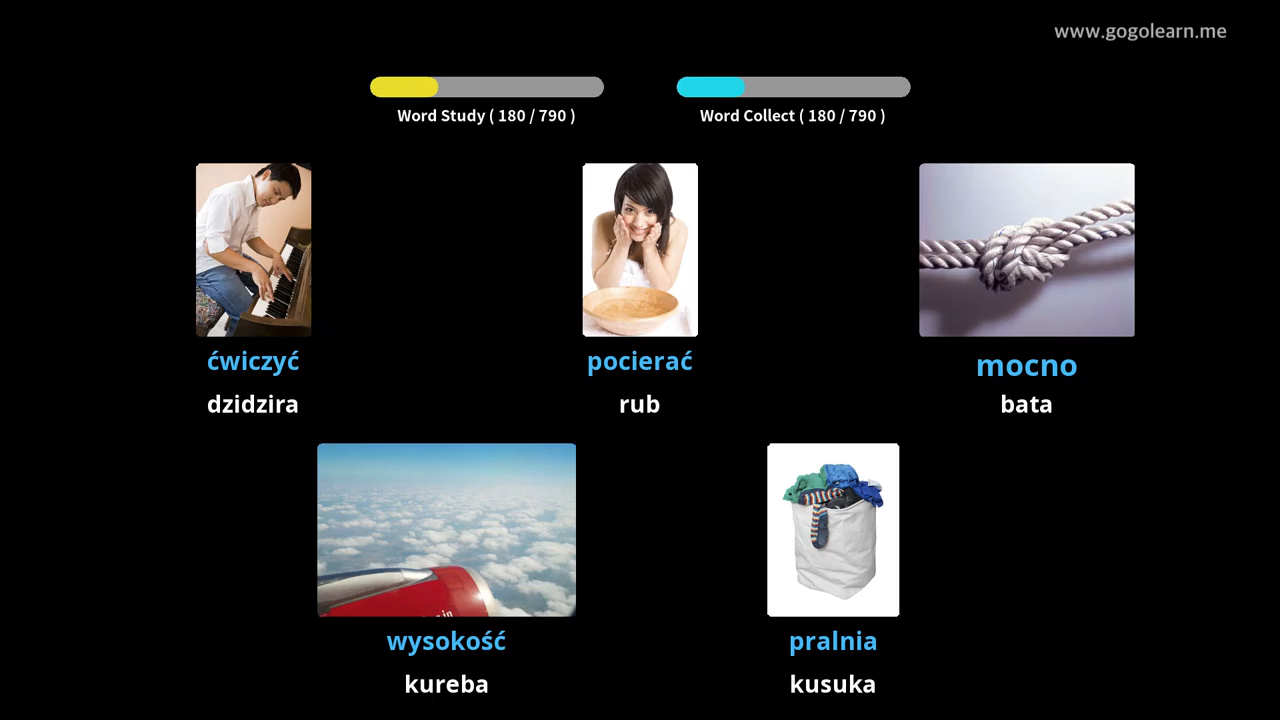 www.gogolearn.me
Word Study ( 180 / 790 )
Word Collect ( 180 / 790 )
ćwiczyć
dzidzira
pocierać
rub
mocno
bata
wysokość
kureba
pralnia
kusuka